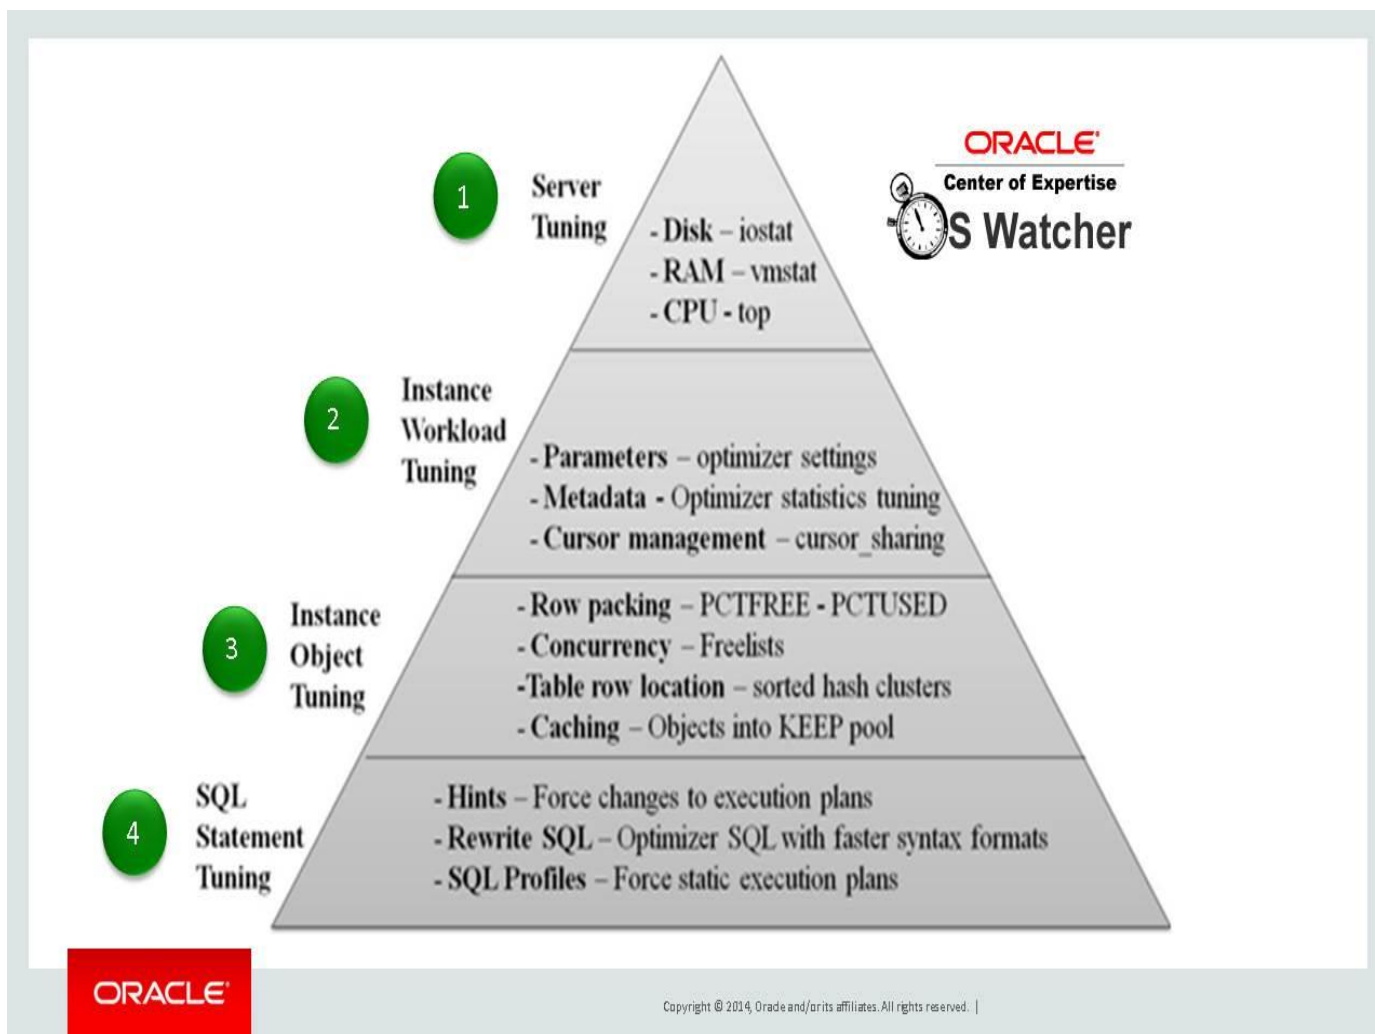 ORACLE®
Center of Expertise
OS Watcher
1
Server
Tuning
- Disk – iostat
- RAM – vmstat
- CPU - top
2
Instance
Workload
Tuning
- Parameters – optimizer settings
- Metadata - Optimizer statistics tuning
- Cursor management – cursor_sharing
3
Instance
Object
Tuning
- Row packing – PCTFREE - PCTUSED
- Concurrency – Freelists
-Table row location – sorted hash clusters
- Caching – Objects into KEEP pool
4
SQL
Statement
Tuning
- Hints – Force changes to execution plans
- Rewrite SQL – Optimizer SQL with faster syntax formats
- SQL Profiles – Force static execution plans
ORACLE®
Copyright © 2014, Oracle and/or its affiliates. All rights reserved. |